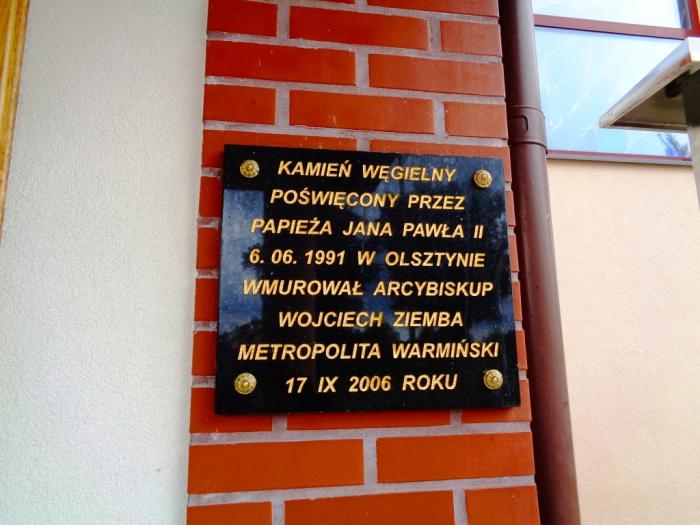 KAMIEŃ WĘGIELNY
POŚWIĘCONY PRZEZ
PAPIEŻA JANA PAWŁA II
6. 06. 1991 W OLSZTYNIE
WMUROWAŁ ARCYBISKUP
WOJCIECH ZIEMBA
METROPOLITA WARMIŃSKI
17 IX 2006 ROKU